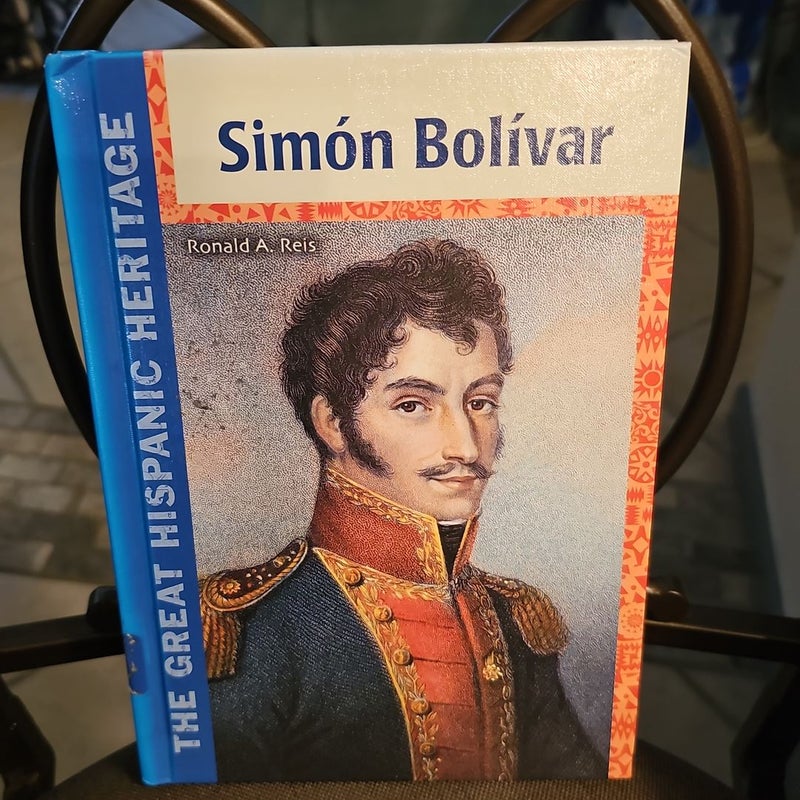 Simón Bolívar
Ronald A. Reis
THE GREAT HISPANIC HERITAGE